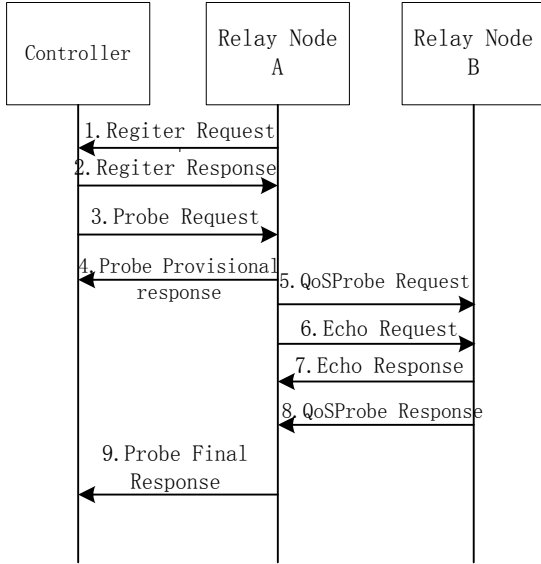 Controller
Relay Node
A
Relay Node
B
1.Regiter Request
2.Regiter Response
3.Probe Request
4.Probe Provisional
response
5.QoSProbe Request
6.Echo Request
7.Echo Response
8.QoSProbe Response
9.Probe Final
Response